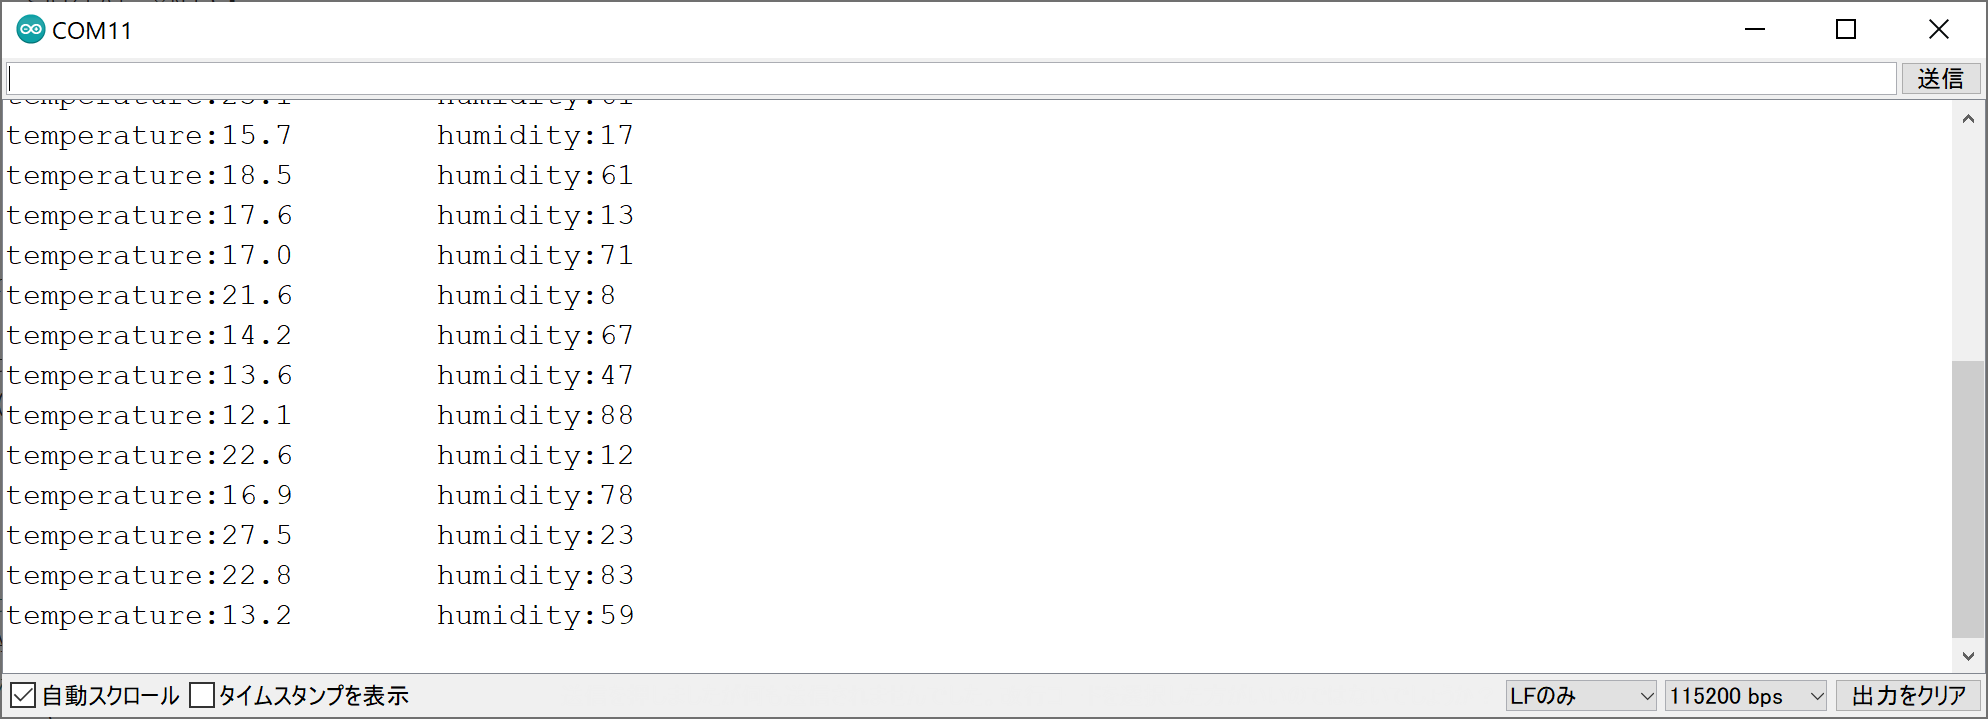 COM11
送信
temperature:15.7 humidity:17
temperature:18.5 humidity:61
temperature:17.6 humidity:13
temperature:17.0 humidity:71
temperature:21.6 humidity:8
temperature:14.2 humidity:67
temperature:13.6 humidity:47
temperature:12.1 humidity:88
temperature:22.6 humidity:12
temperature:16.9 humidity:78
temperature:27.5 humidity:23
temperature:22.8 humidity:83
temperature:13.2 humidity:59
自動スクロール タイムスタンプを表示 LFのみ 115200 bps 出力をクリア